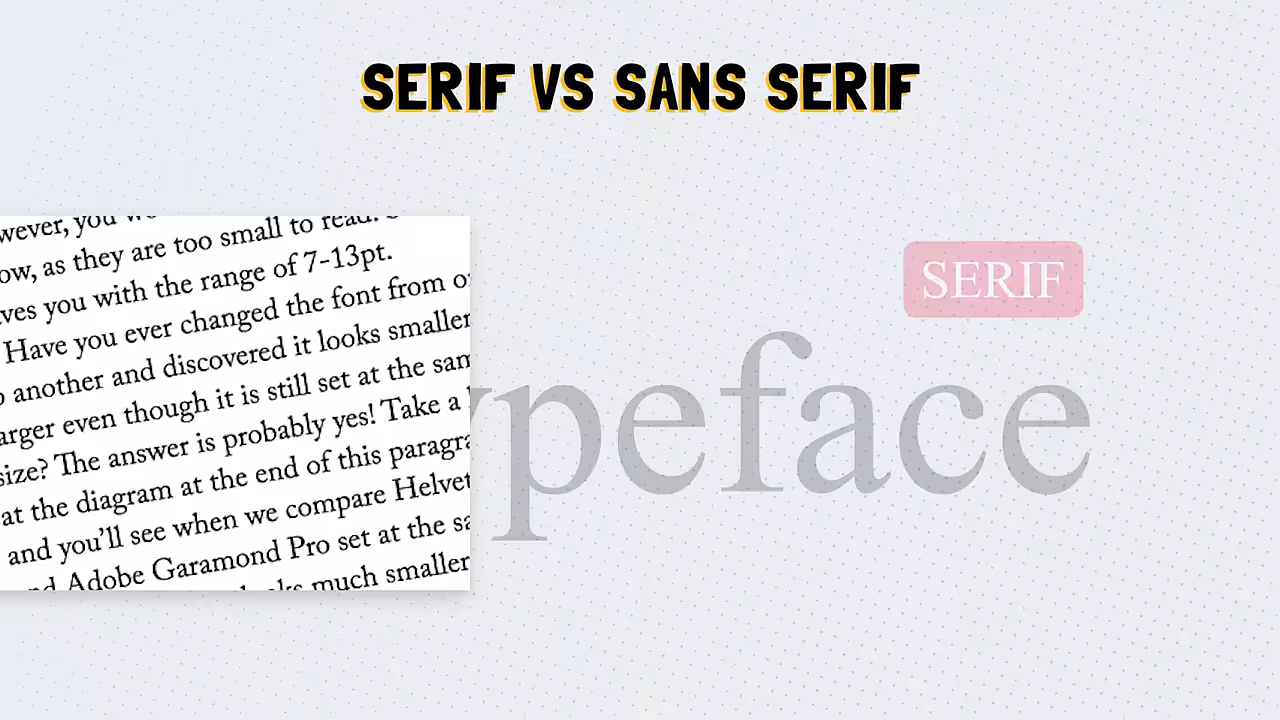 SERIF VS SANS SERIF
wever, you
ow, as they are too small to read.
ves you with the range of 7-13pt.
Have you ever changed the font from o
another and discovered it looks smaller
arger even though it is still set at the sam
size? The answer is probably yes! Take a
at the diagram at the end of this paragra
and you'll see when we compare Helvet
nd Adobe Garamond Pro set at the sa
looks much smaller
SERIF
ypeface